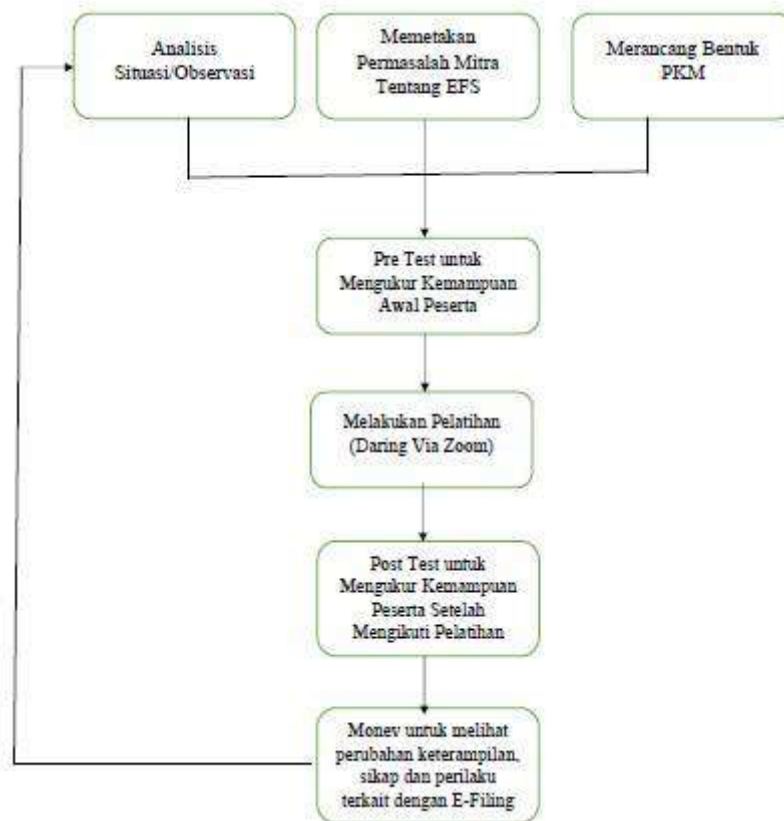 Analisis
Situasi/Observasi
Memetakan
Permasalah Mitra
Tentang EFS
Merancang Bentuk
PKM
Pre Test untuk
Mengukur Kemampuan
Awal Peserta
Melakukan Pelatihan
(Daring Via Zoom)
Post Test untuk
Mengukur Kemampuan
Peserta Setelah
Mengikuti Pelatihan
Monev untuk melihat
perubahan keterampilan,
sikap dan perilaku
terkait dengan E-Filing